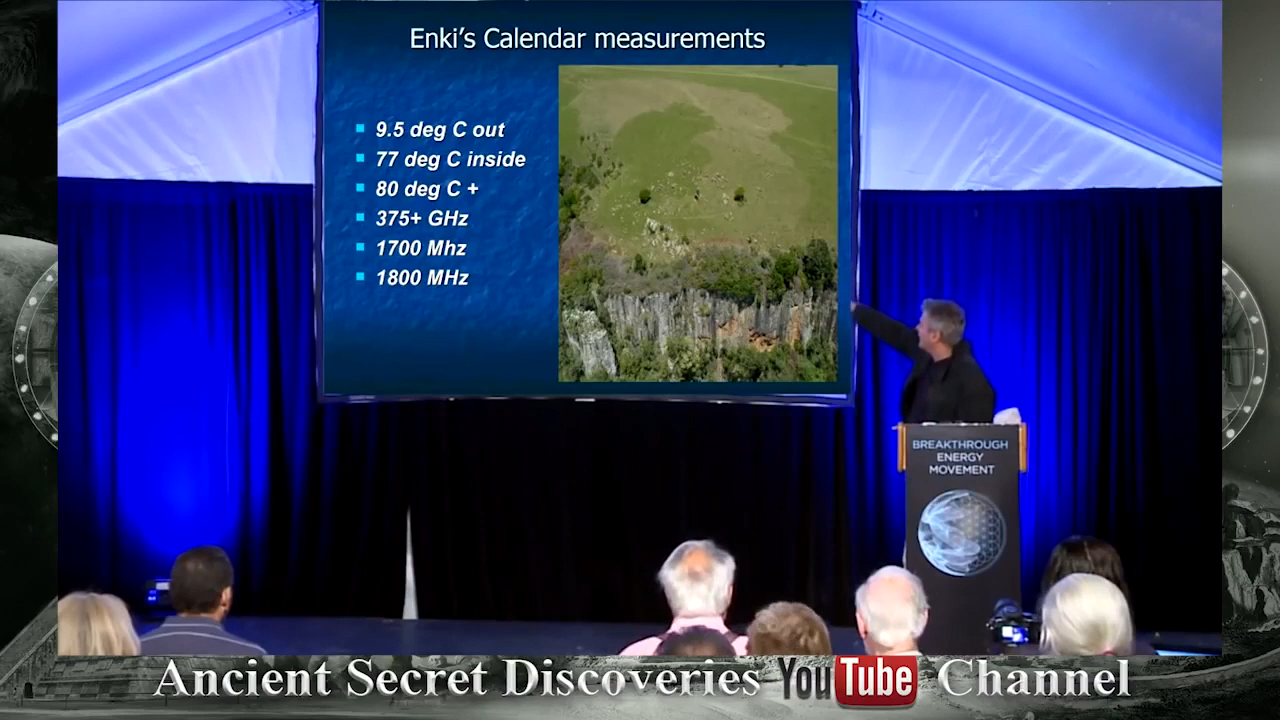 Enki's Calendar measurements
9.5 deg C out
77 deg C inside
80 deg C +
375+ GHz
1700 Mhz
1800 MHz
BREAKTHROUGH
ENERGY
MOVEMENT
Ancient Secret Discoveries YouTube Channel